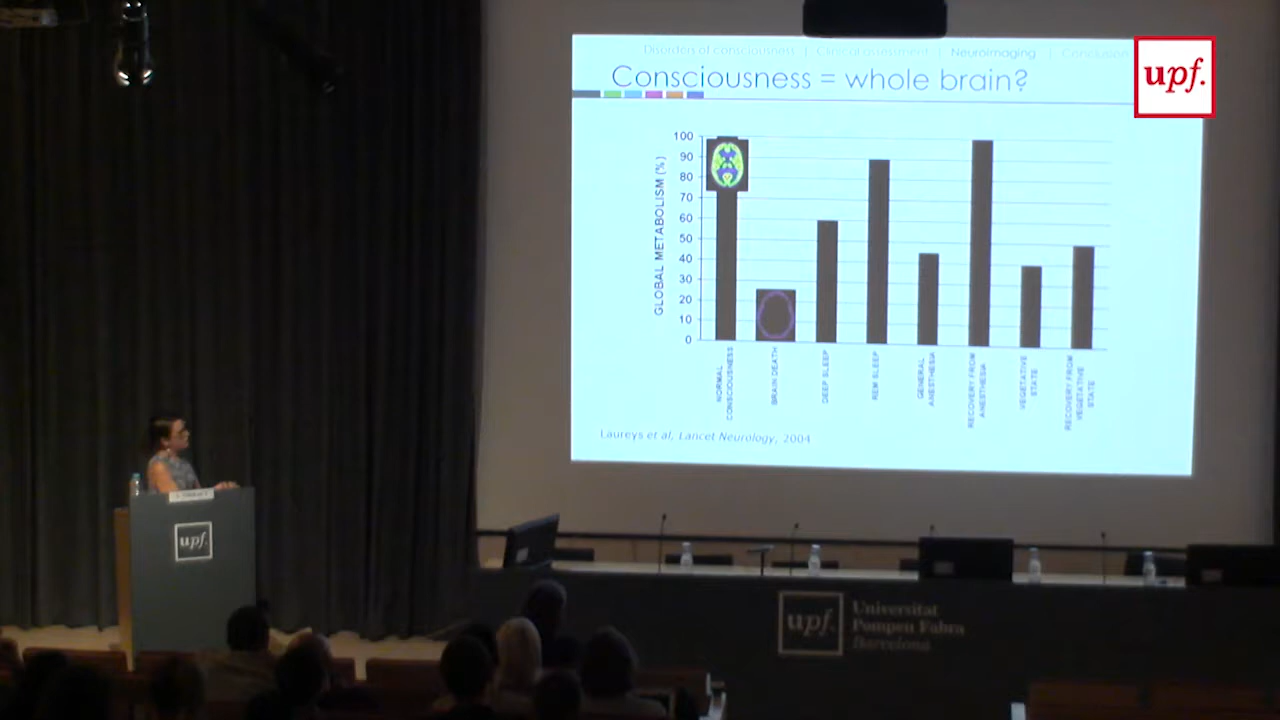 Disorders of consciousness | Clinical assessment | Neuroimaging | Conclusion
upf.
Consciousness = whole brain?
GLOBAL METABOLISM (%)
100
90
80
70
60
50
40
30
20
10
0
NORMAL
CONSCIOUSNESS
BRAIN DEATH
DEEP SLEEP
REM SLEEP
GENERAL
ANESTHESIA
RECOVERY FROM
ANESTHESIA
VEGETATIVE
STATE
RECOVERY FROM
VEGETATIVE
STATE
Laureys et al, Lancet Neurology, 2004
upf.
upf.
Universitat
Pompeu Fabra
Barcelona